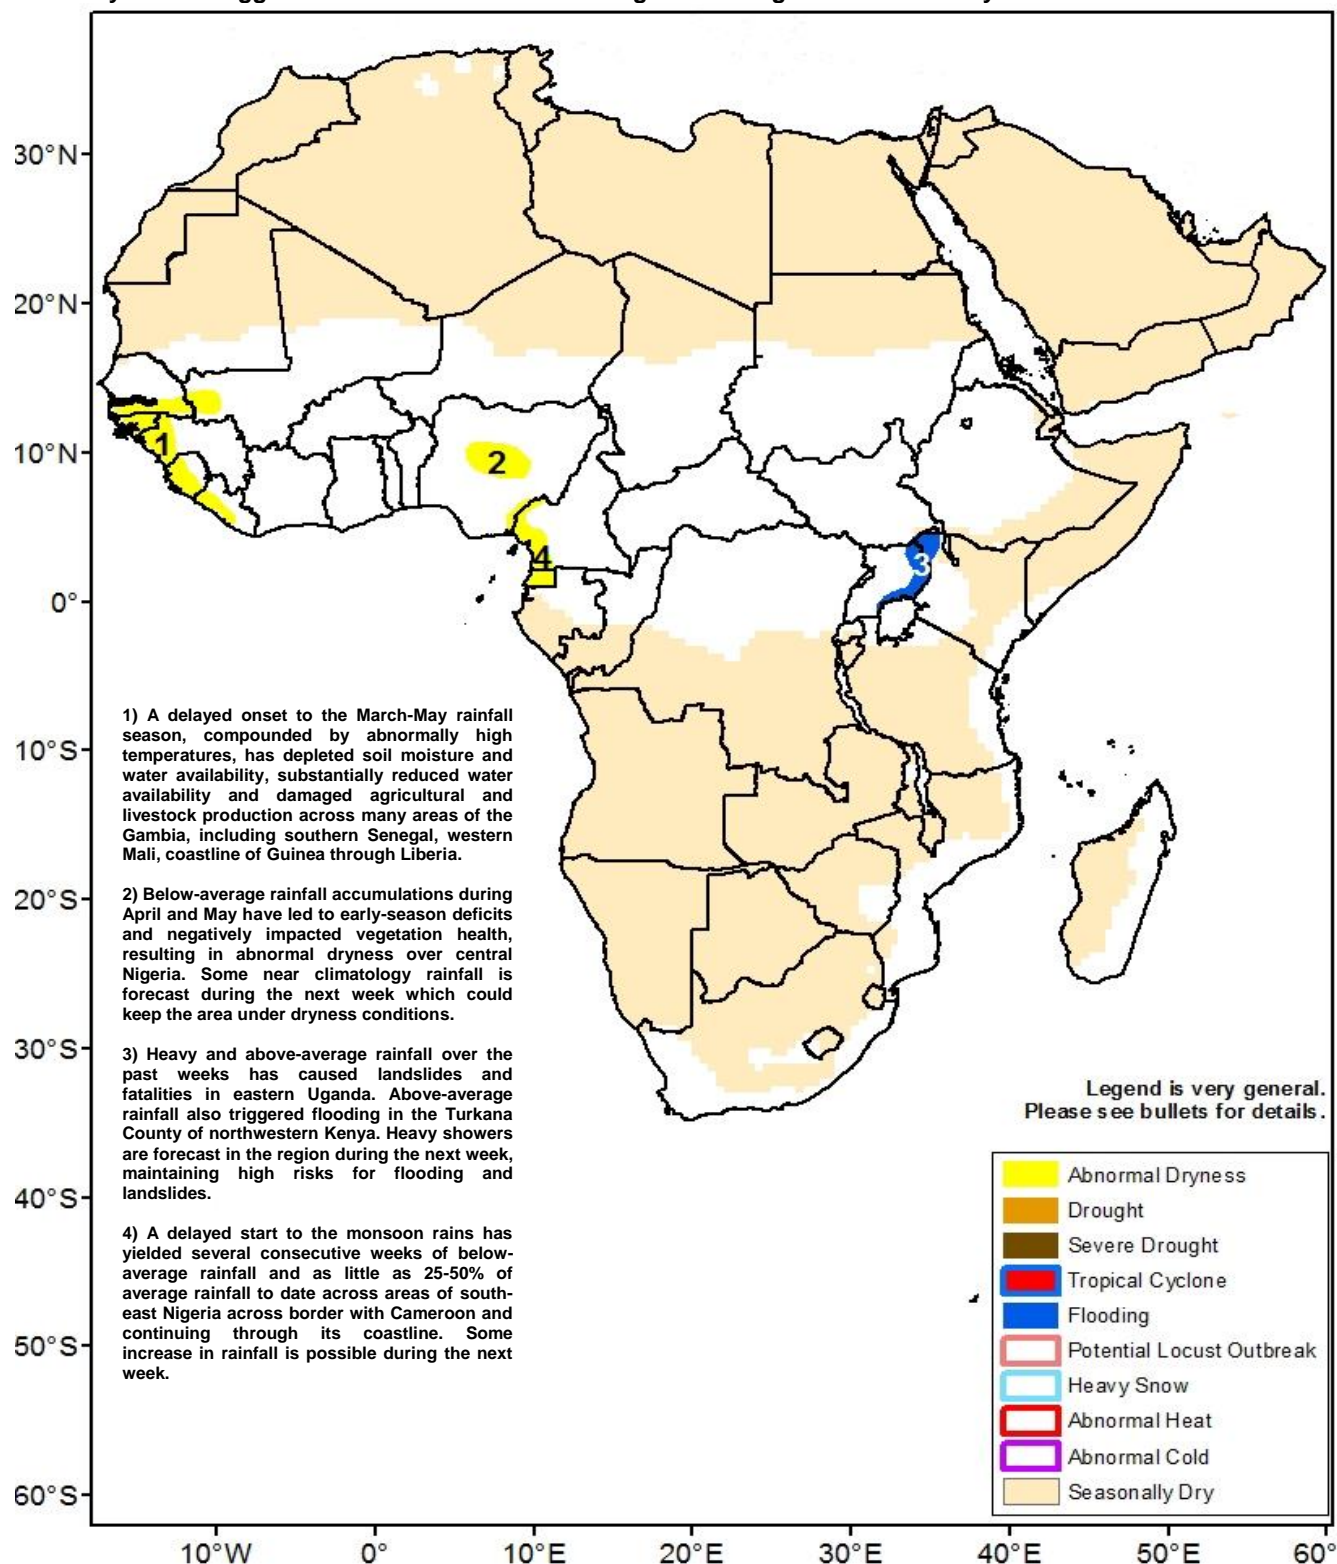 30°N
20°N
10°N
0°
10°S
20°S
30°S
40°S
50°S
60°S
1
2
3
4
1) A delayed onset to the March-May rainfall
season, compounded by abnormally high
temperatures, has depleted soil moisture and
water availability, substantially reduced water
availability and damaged agricultural and
livestock production across many areas of the
Gambia, including southern Senegal, western
Mali, coastline of Guinea through Liberia.
2) Below-average rainfall accumulations during
April and May have led to early-season deficits
and negatively impacted vegetation health,
resulting in abnormal dryness over central
Nigeria. Some near climatology rainfall is
forecast during the next week which could
keep the area under dryness conditions.
3) Heavy and above-average rainfall over the
past weeks has caused landslides and
fatalities in eastern Uganda. Above-average
rainfall also triggered flooding in the Turkana
County of northwestern Kenya. Heavy showers
are forecast in the region during the next week,
maintaining high risks for flooding and
landslides.
4) A delayed start to the monsoon rains has
yielded several consecutive weeks of below-
average rainfall and as little as 25-50% of
average rainfall to date across areas of south-
east Nigeria across border with Cameroon and
continuing through its coastline. Some
increase in rainfall is possible during the next
week.
Legend is very general.
Please see bullets for details.
Abnormal Dryness
Drought
Severe Drought
Tropical Cyclone
Flooding
Potential Locust Outbreak
Heavy Snow
Abnormal Heat
Abnormal Cold
Seasonally Dry
10°W
0°
10°E
20°E
30°E
40°E
50°E
60°